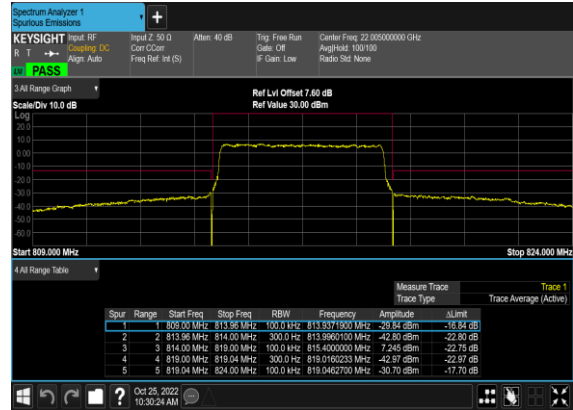 Spectrum Analyzer 1
Spurious Emissions
KEYSIGHT Input: RF Input Z: 50 Ω Atten: 40 dB Trig: Free Run Center Freq: 22.005000000 GHz
R T Coupling: DC Corr CCorr Gate: Off Avg|Hold: 100/100
Align: Auto Freq Ref: Int (S) IF Gain: Low Radio Std: None
PASS
3 All Range Graph
Ref Lvl Offset 7.60 dB
Scale/Div 10.0 dB Ref Value 30.00 dBm
Log
20.0
10.0
0.00
-10.0
-20.0
-30.0
-40.0
-50.0
-60.0
Start 809.000 MHz Stop 824.000 MHz
4 All Range Table
Measure Trace Trace 1
Trace Type Trace Average (Active)
Spur Range Start Freq Stop Freq RBW Frequency Amplitude ΔLimit
1 1 809.00 MHz 813.96 MHz 100.0 kHz 813.9371900 MHz -29.84 dBm -16.84 dB
2 2 813.96 MHz 814.00 MHz 300.0 Hz 813.9960100 MHz -42.80 dBm -22.80 dB
3 3 814.00 MHz 819.00 MHz 100.0 kHz 815.4000000 MHz 7.245 dBm -22.75 dB
4 4 819.00 MHz 819.04 MHz 300.0 Hz 819.0160233 MHz -42.97 dBm -22.97 dB
5 5 819.04 MHz 824.00 MHz 100.0 kHz 819.0462700 MHz -30.70 dBm -17.70 dB
? Oct 25, 2022
10:30:24 AM